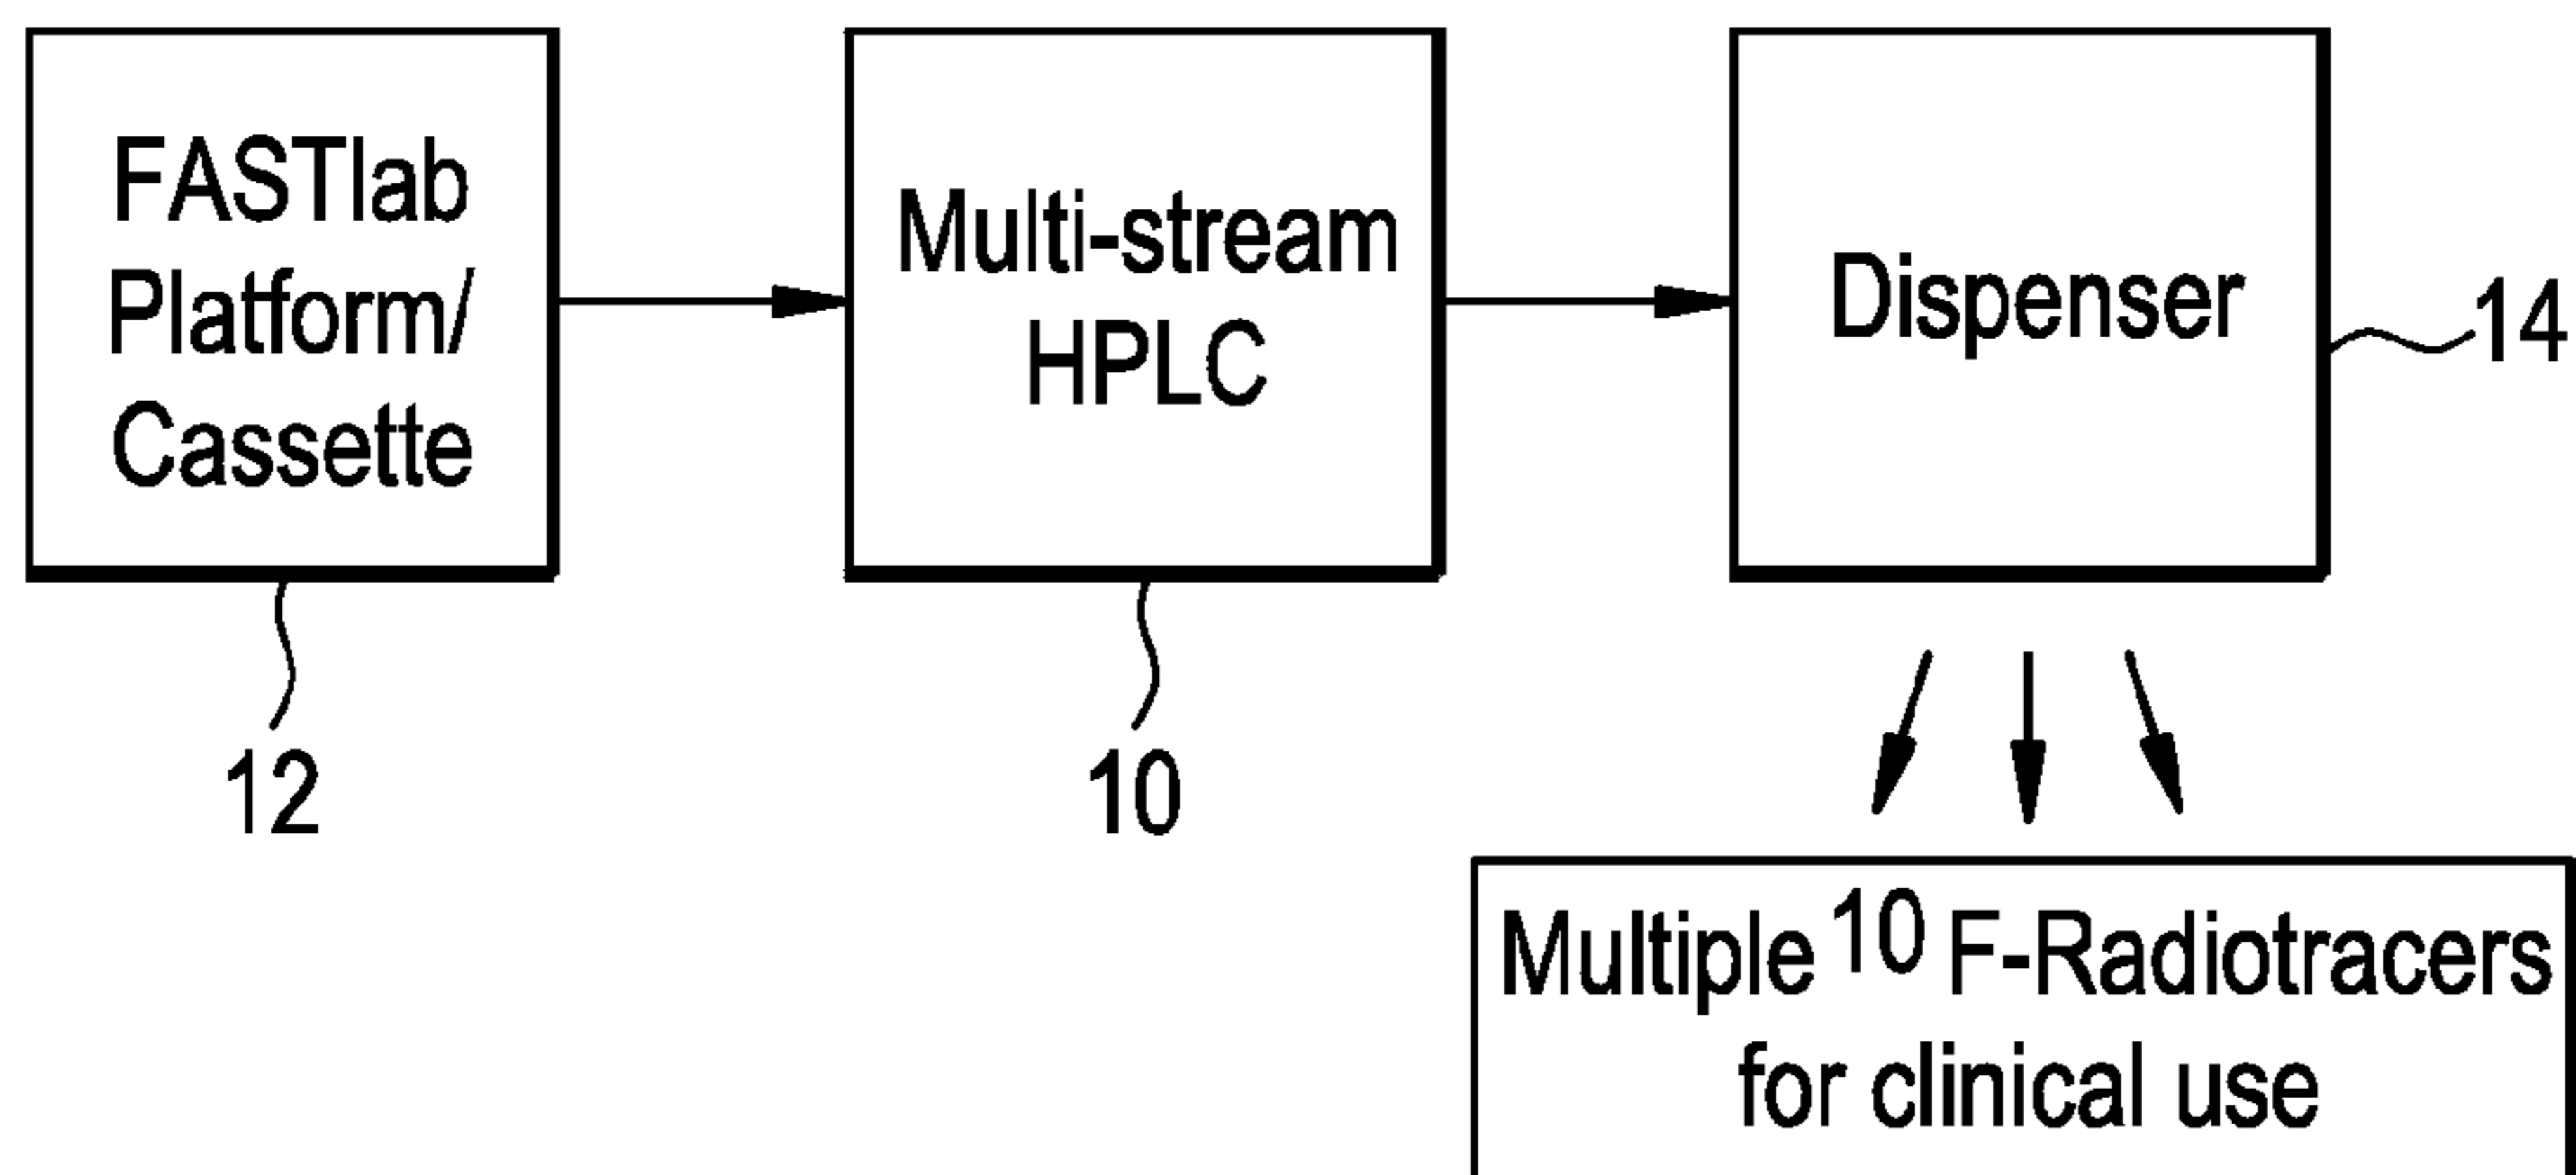 FASTlab
Platform/
Cassette
Multi-stream
HPLC
Dispenser
14
12
10
Multiple 10 F-Radiotracers
for clinical use